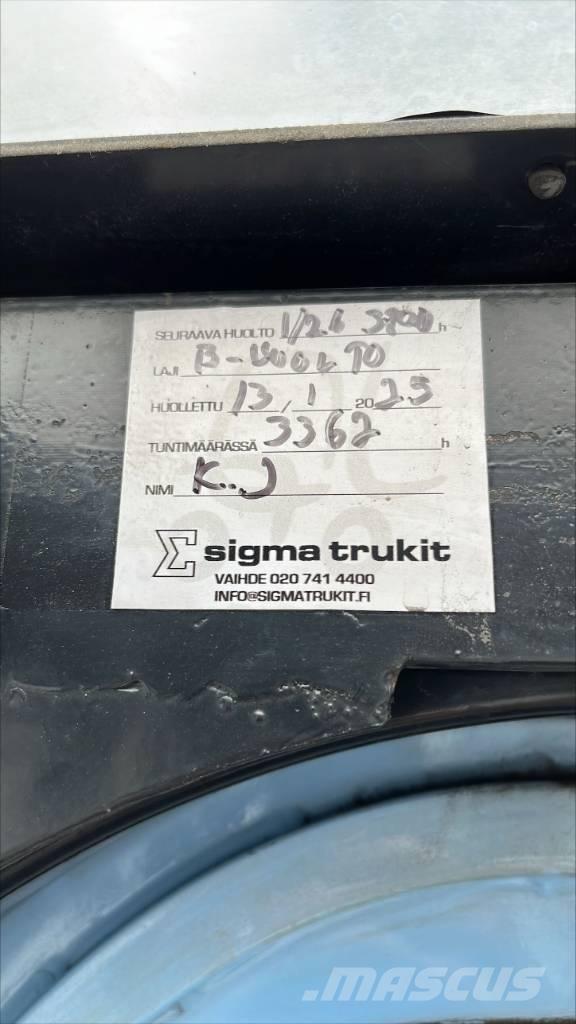 SEURAAVA HUOLTO 1/26 h
LAJI B-HUOLTO
HUOLLETTU 13 , 1 2025
TUNTIMÄÄRÄSSÄ 3362 h
NIMI K..J
Σ sigma trukit
VAIHDE 020 741 4400
INFO@SIGMATRUKIT.FI
MASCUS